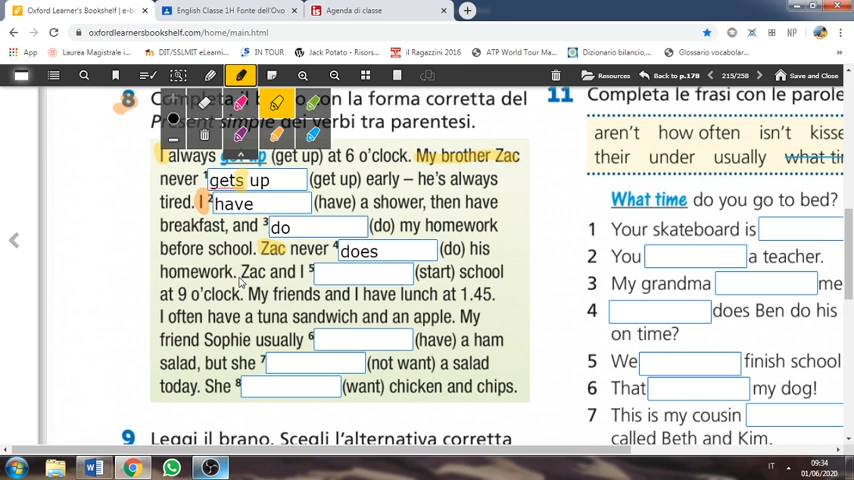 Oxford Learner's Bookshelf | e-bo
English Classe 1H Fonte dell'Ovo
Agenda di classe
oxfordlearnersbookshelf.com/home/main.html
App
Laurea Magistrale i...
DIT/SSLMIT eLearni...
IN TOUR
Jack Potato - Risors...
il Ragazzini 2016
ATP World Tour - M...
Dizionario bilancio,...
Glossario vocabolar...
NP
Resources
Back to p.178
215/258
Save and Close
8 Completa il b con la forma corretta del
Present simple dei verbi tra parentesi.
I always get up (get up) at 6 o'clock. My brother Zac
never 1 gets up (get up) early – he's always
tired. I 2 have (have) a shower, then have
breakfast, and 3 do (do) my homework
before school. Zac never 4 does (do) his
homework. Zac and I 5 (start) school
at 9 o'clock. My friends and I have lunch at 1.45.
I often have a tuna sandwich and an apple. My
friend Sophie usually 6 (have) a ham
salad, but she 7 (not want) a salad
today. She 8 (want) chicken and chips.
9 Leggi il brano. Scegli l'alternativa corretta
11 Completa le frasi con le parole
aren't how often isn't kisse
their under usually what ti
What time do you go to bed?
1 Your skateboard is
2 You a teacher.
3 My grandma me
4 does Ben do his
on time?
5 We finish school
6 That my dog!
7 This is my cousin
called Beth and Kim.
IT
09:34
01/06/2020